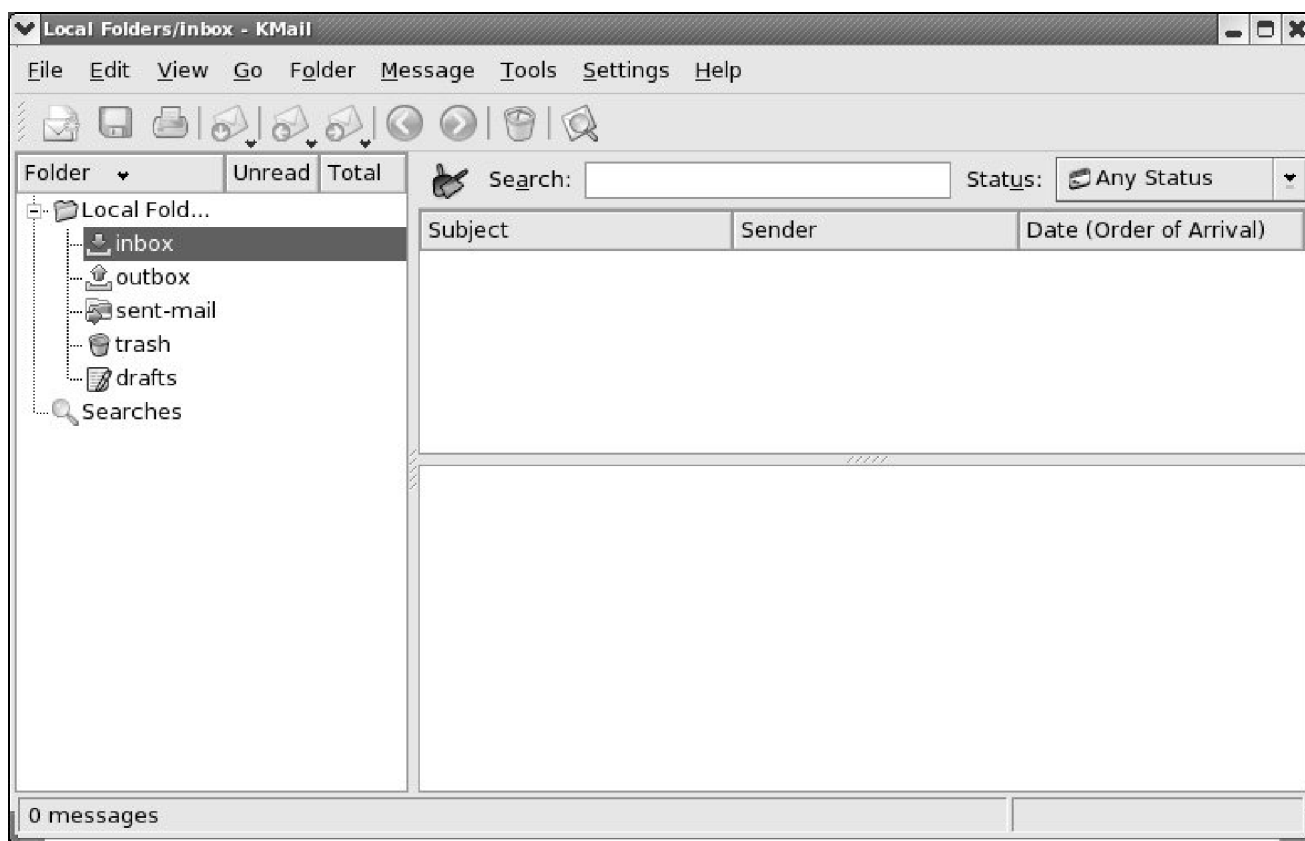 Local Folders/inbox - KMail
File Edit View Go Folder Message Tools Settings Help
Folder Unread Total
Search: Status: Any Status
Local Fold...
Subject Sender Date (Order of Arrival)
inbox
outbox
sent-mail
trash
drafts
Searches
0 messages